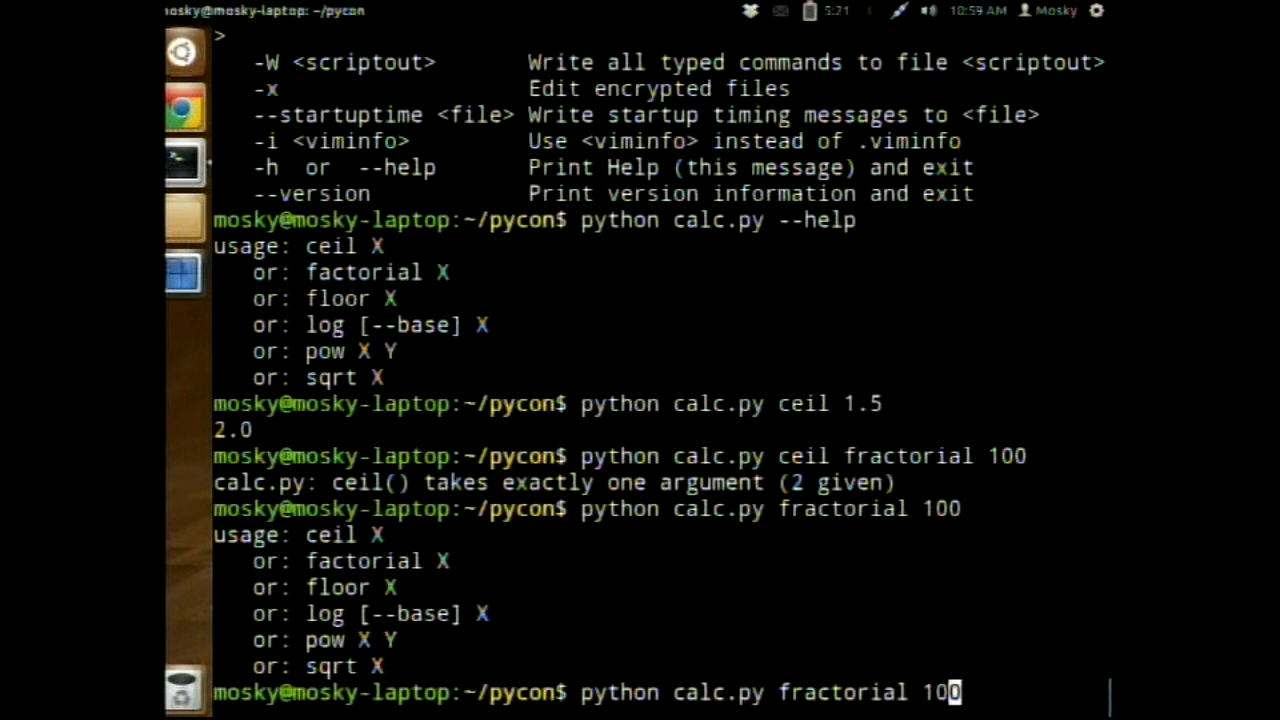 mosky@mosky-laptop: ~/pycon
5:21
10:59 AM
Mosky
>
-W <scriptout> Write all typed commands to file <scriptout>
-x Edit encrypted files
--startuptime <file> Write startup timing messages to <file>
-i <viminfo> Use <viminfo> instead of .viminfo
-h or --help Print Help (this message) and exit
--version Print version information and exit
mosky@mosky-laptop:~/pycon$ python calc.py --help
usage: ceil X
or: factorial X
or: floor X
or: log [--base] X
or: pow X Y
or: sqrt X
mosky@mosky-laptop:~/pycon$ python calc.py ceil 1.5
2.0
mosky@mosky-laptop:~/pycon$ python calc.py ceil fractorial 100
calc.py: ceil() takes exactly one argument (2 given)
mosky@mosky-laptop:~/pycon$ python calc.py fractorial 100
usage: ceil X
or: factorial X
or: floor X
or: log [--base] X
or: pow X Y
or: sqrt X
mosky@mosky-laptop:~/pycon$ python calc.py fractorial 100